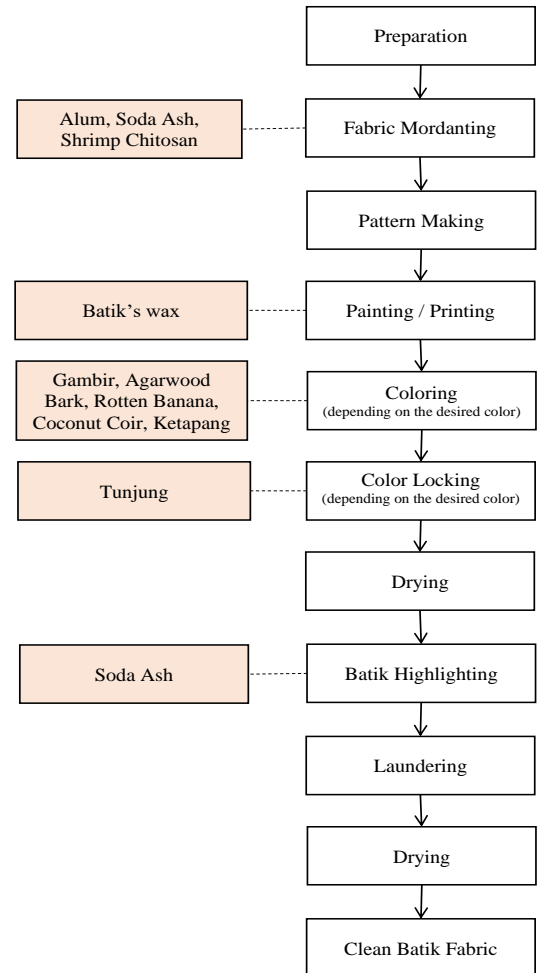 Preparation
Alum, Soda Ash,
Shrimp Chitosan
Fabric Mordanting
Pattern Making
Batik’s wax
Painting / Printing
Gambir, Agarwood
Bark, Rotten Banana,
Coconut Coir, Ketapang
Coloring
(depending on the desired color)
Tunjung
Color Locking
(depending on the desired color)
Drying
Soda Ash
Batik Highlighting
Laundering
Drying
Clean Batik Fabric